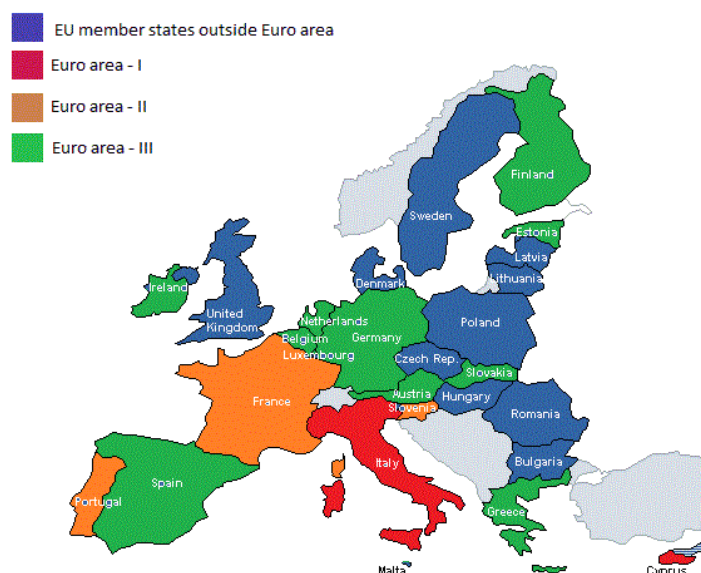 EU member states outside Euro area
Euro area - I
Euro area - II
Euro area - III
Finland
Sweden
Estonia
Latvia
Lithuania
Denmark
Ireland
United
Kingdom
Netherlands
Poland
Belgium
Germany
Luxembourg
Czech Rep..
Slovakia
Austria
Hungary
France
Slovenia
Romania
Italy
Bulgaria
Spain
Portugal
Greece
Malta
Cyprus